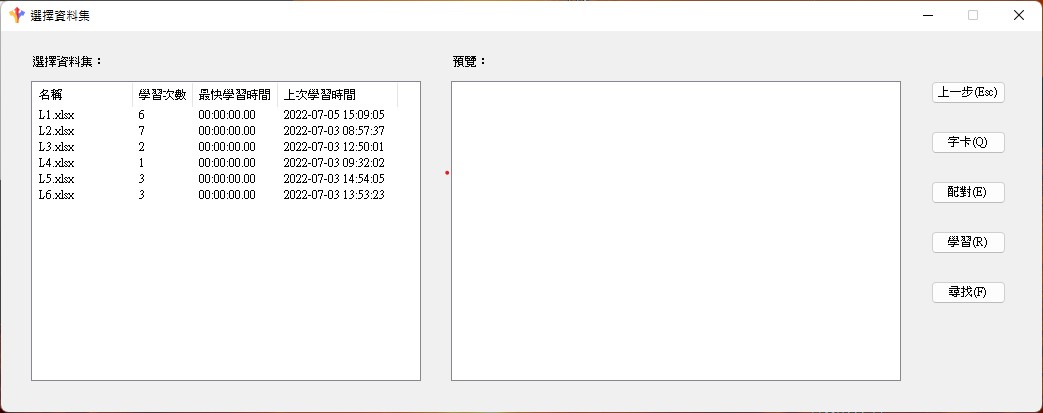 選擇資料集
選擇資料集：
預覽：
名稱 學習次數 最快學習時間 上次學習時間
L1.xlsx 6 00:00:00.00 2022-07-05 15:09:05
L2.xlsx 7 00:00:00.00 2022-07-03 08:57:37
L3.xlsx 2 00:00:00.00 2022-07-03 12:50:01
L4.xlsx 1 00:00:00.00 2022-07-03 09:32:02
L5.xlsx 3 00:00:00.00 2022-07-03 14:54:05
L6.xlsx 3 00:00:00.00 2022-07-03 13:53:23
上一步(Esc)
字卡(Q)
配對(E)
學習(R)
尋找(F)